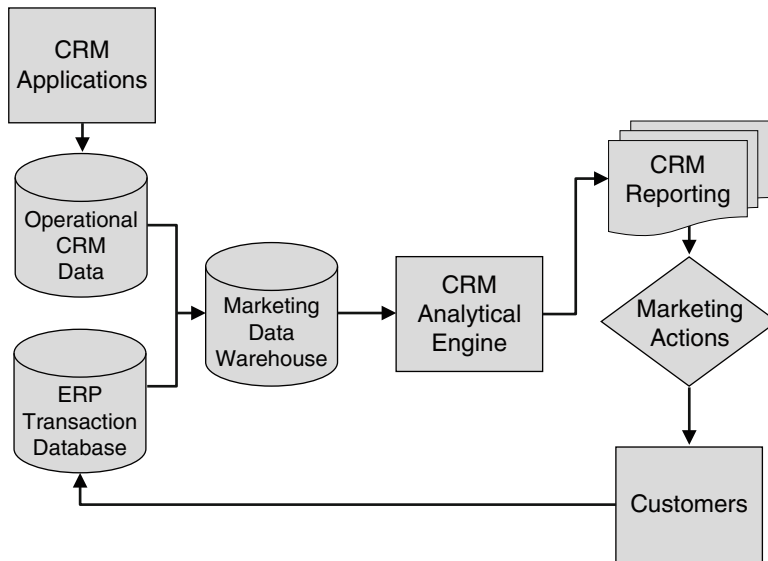 CRM
Applications
Operational
CRM
Data
ERP
Transaction
Database
Marketing
Data
Warehouse
CRM
Analytical
Engine
CRM
Reporting
Marketing
Actions
Customers